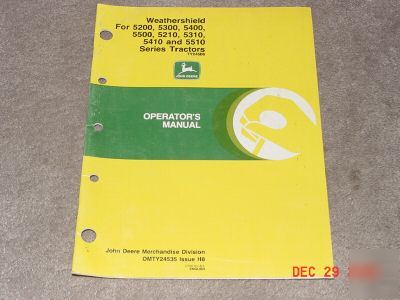 Weathershield
For 5200, 5300, 5400,
5500, 5210, 5310,
5410 and 5510
Series Tractors
JOHN DEERE
OPERATOR'S
MANUAL
John Deere Merchandise Division
OMTY24535 Issue H8
ENGLISH
DEC 29